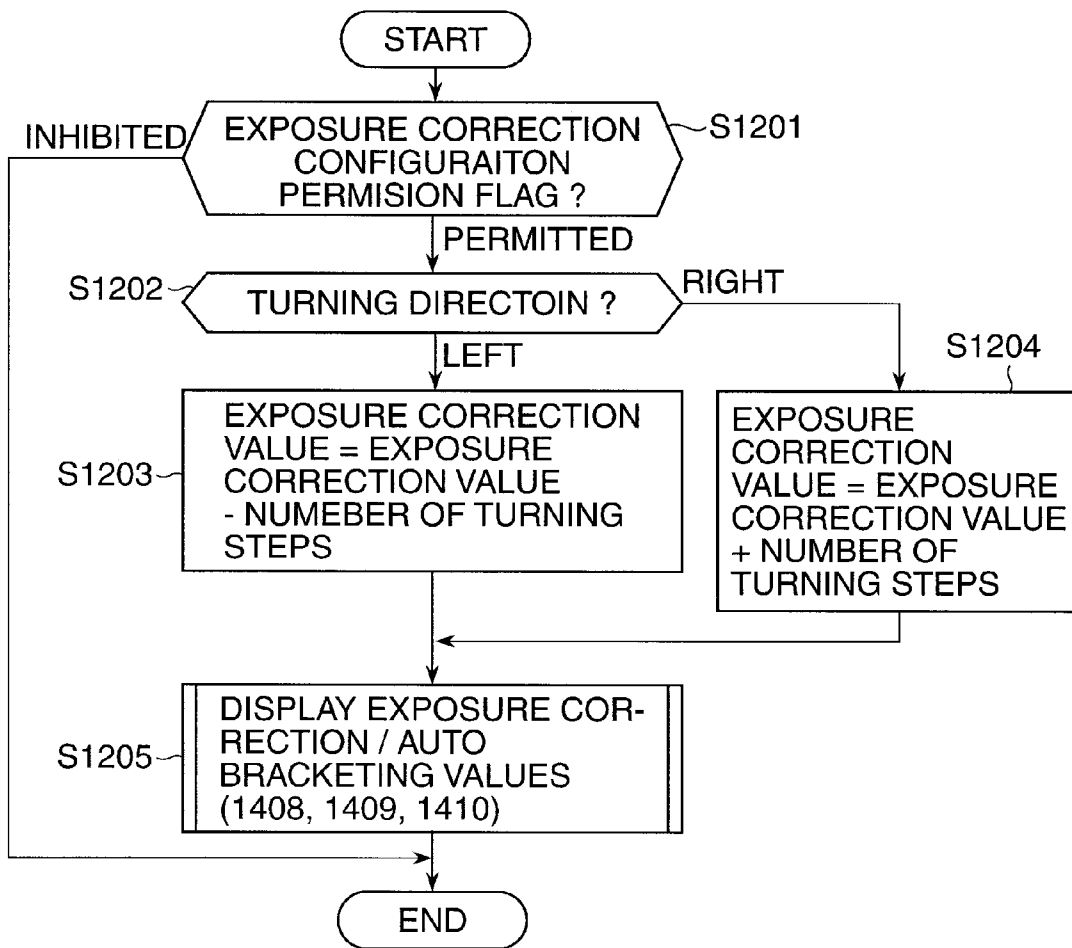 START
INHIBITED
EXPOSURE CORRECTION
CONFIGURAITON
PERMISION FLAG ?
S1201
PERMITTED
S1202
TURNING DIRECTOIN ?
RIGHT
LEFT
S1204
S1203
EXPOSURE CORRECTION
VALUE = EXPOSURE
CORRECTION VALUE
- NUMEBER OF TURNING
STEPS
EXPOSURE
CORRECTION
VALUE = EXPOSURE
CORRECTION VALUE
+ NUMBER OF
TURNING STEPS
S1205
DISPLAY EXPOSURE COR-
RECTION / AUTO
BRACKETING VALUES
(1408, 1409, 1410)
END